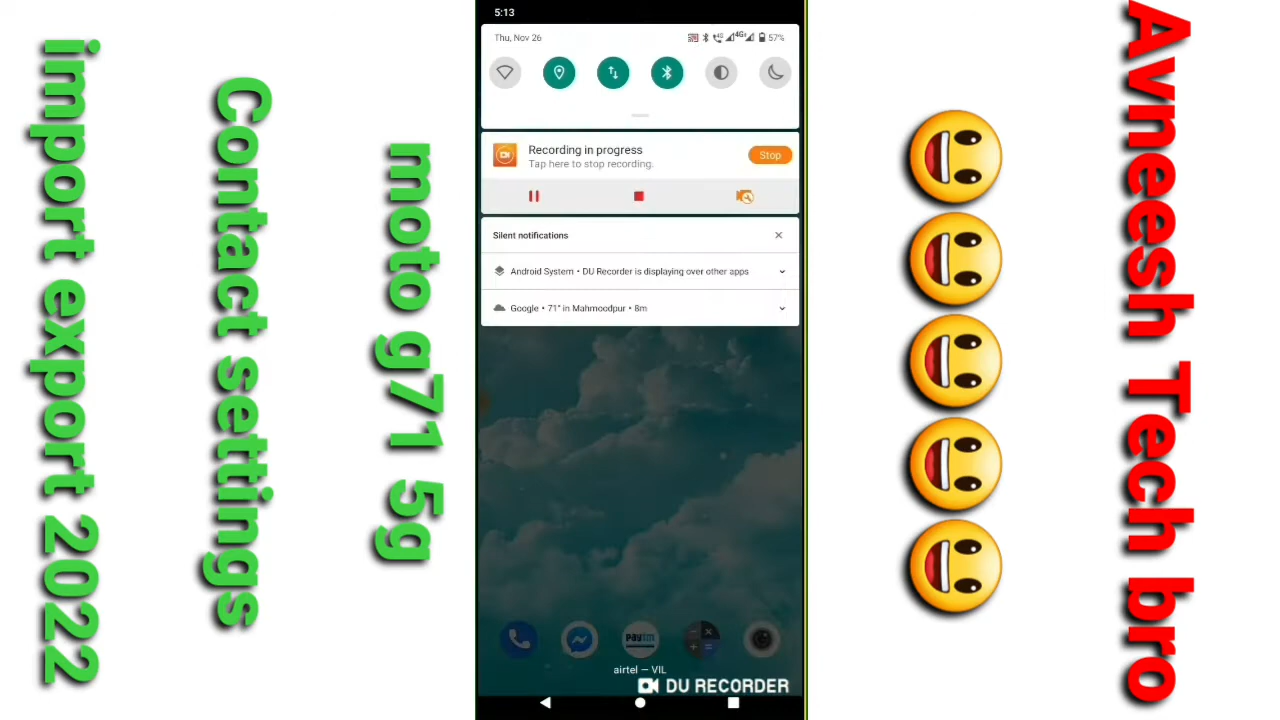 import export 2022
Contact settings
moto g71 5g
5:13
Thu, Nov 26
57%
Recording in progress
Tap here to stop recording.
Stop
Silent notifications
Android System • DU Recorder is displaying over other apps
Google • 71° in Mahmoodpur • 8m
paytm
airtel — VIL
DU RECORDER
Avneesh Tech bro